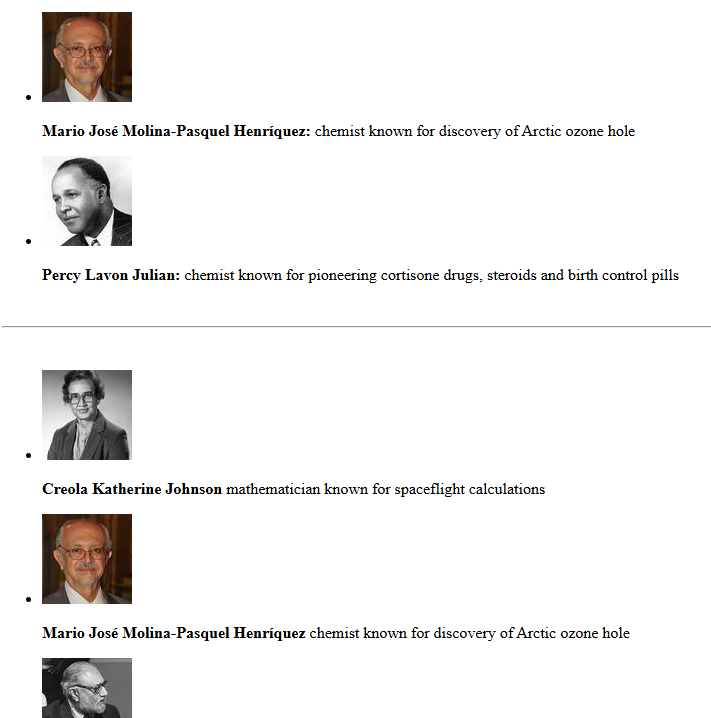 Mario José Molina-Pasquel Henríquez: chemist known for discovery of Arctic ozone hole
Percy Lavon Julian: chemist known for pioneering cortisone drugs, steroids and birth control pills
Creola Katherine Johnson mathematician known for spaceflight calculations
Mario José Molina-Pasquel Henríquez chemist known for discovery of Arctic ozone hole